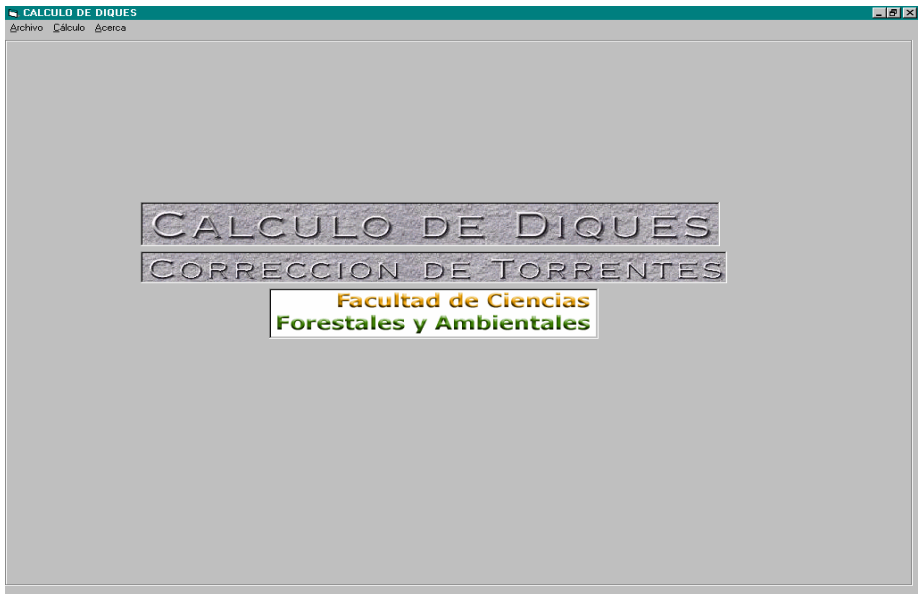 CALCULO DE DIQUES
Archivo Cálculo Acerca
CALCULO DE DIQUES
CORRECCION DE TORRENTES
Facultad de Ciencias
Forestales y Ambientales